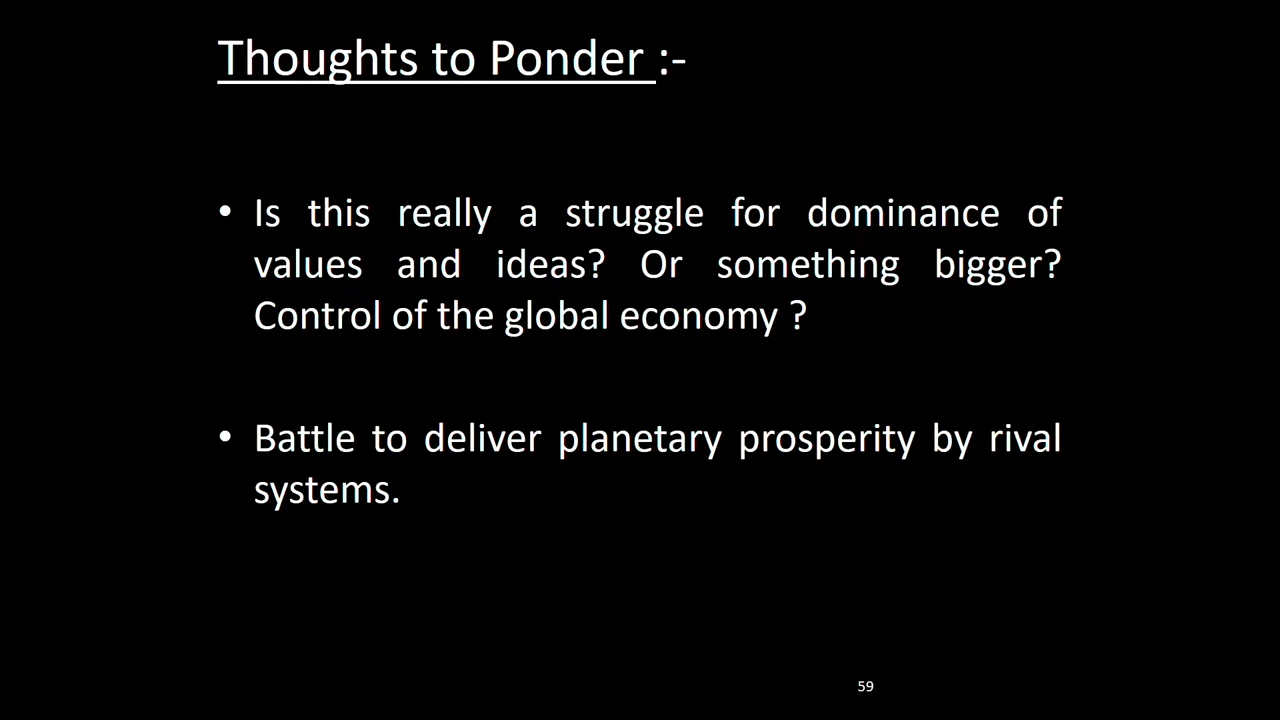 Thoughts to Ponder :-
• Is this really a struggle for dominance of
values and ideas? Or something bigger?
Control of the global economy ?
• Battle to deliver planetary prosperity by rival
systems.
59